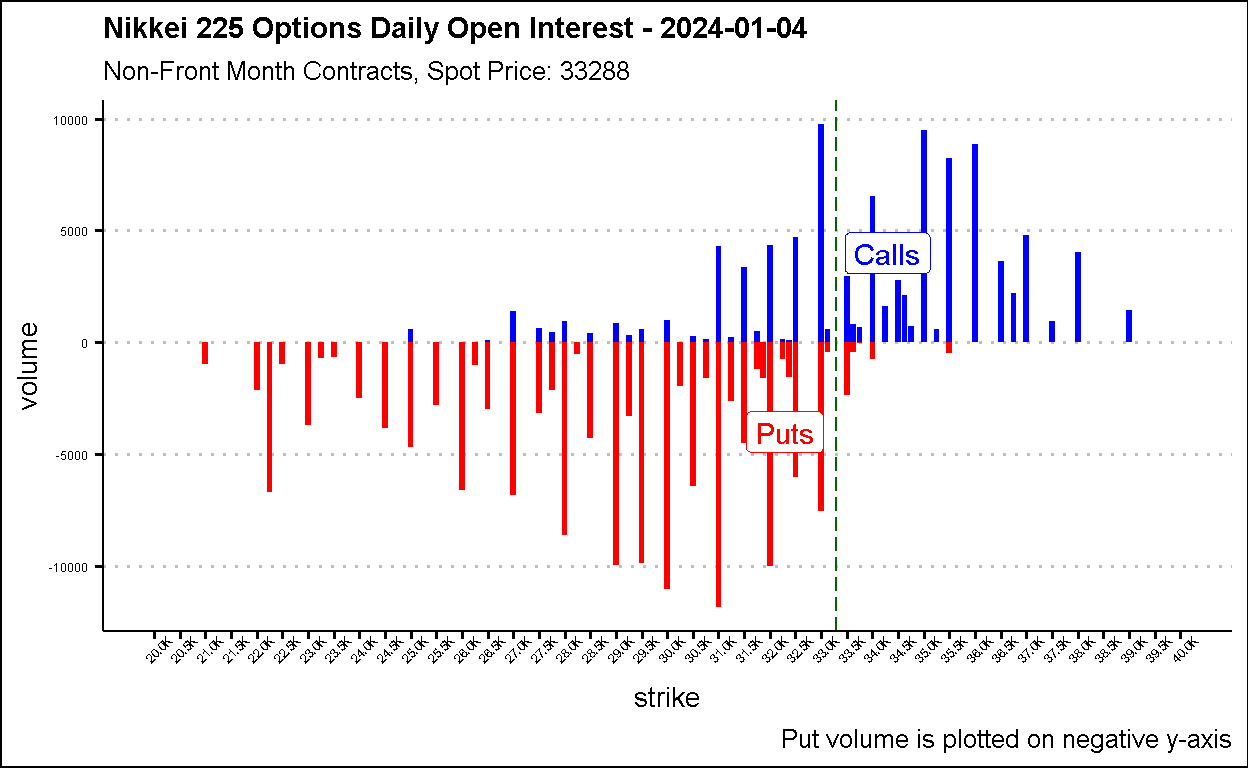 Nikkei 225 Options Daily Open Interest - 2024-01-04
Non-Front Month Contracts, Spot Price: 33288
10000
5000
0
-5000
-10000
volume
Calls
Puts
20.0K 20.5K 21.0K 21.5K 22.0K 22.5K 23.0K 23.5K 24.0K 24.5K 25.0K 25.5K 26.0K 26.5K 27.0K 27.5K 28.0K 28.5K 29.0K 29.5K 30.0K 30.5K 31.0K 31.5K 32.0K 32.5K 33.0K 33.5K 34.0K 34.5K 35.0K 35.5K 36.0K 36.5K 37.0K 37.5K 38.0K 38.5K 39.0K 39.5K 40.0K
strike
Put volume is plotted on negative y-axis